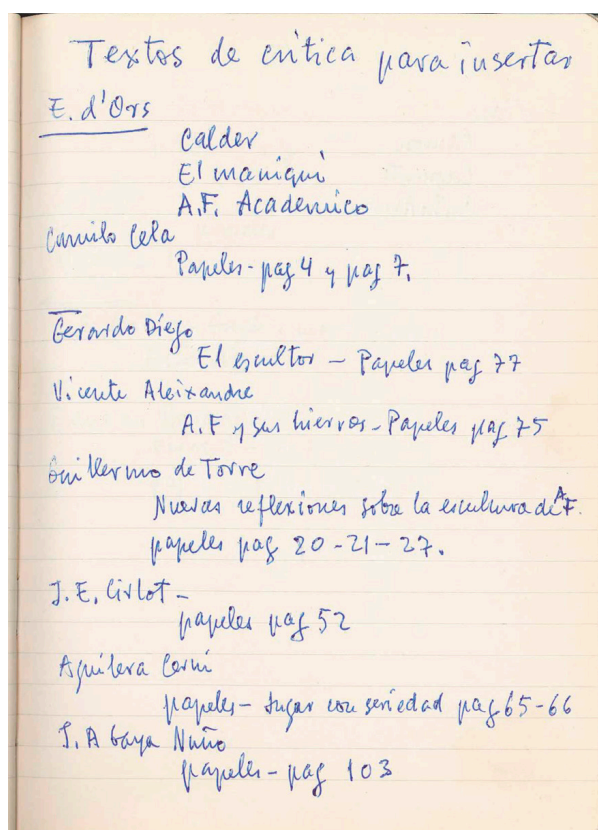 Textos de crítica para insertar
E. d'Ors
Calder
El maniquí
A.F. Academico
Camilo Cela
Papeles - pag 4 y pag 7.
Gerardo Diego
El escultor - Papeles pag 77
Vicente Aleixandre
A.F y sus hierros - Papeles pag 75
Guillermo de Torre
Nuevas reflexiones sobre la escultura de A F.
papeles pag 20-21-27.
J. E. Cirlot -
papeles pag 52
Aguilera Cerni
papeles - Jugar con seriedad pag 65-66
J. A Gaya Nuño
papeles - pag 103